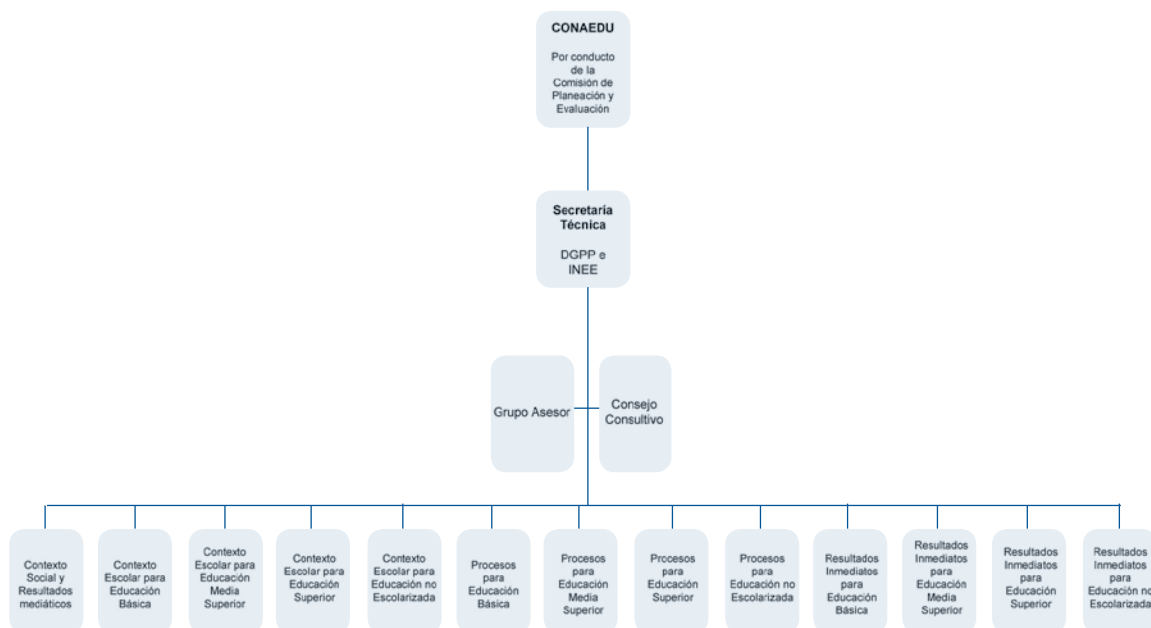 CONAEDU
Por conducto
de la
Comisión de
Planeación y
Evaluación
Secretaría
Técnica
DGPP e
INEE
Grupo Asesor
Consejo
Consultivo
Contexto
Social y
Resultados
mediáticos
Contexto
Escolar para
Educación
Básica
Contexto
Escolar para
Educación
Media
Superior
Contexto
Escolar para
Educación
Superior
Contexto
Escolar para
Educación no
Escolarizada
Procesos
para
Educación
Básica
Procesos
para
Educación
Media
Superior
Procesos
para
Educación
Superior
Procesos
para
Educación no
Escolarizada
Resultados
Inmediatos
para
Educación
Básica
Resultados
Inmediatos
para
Educación
Media
Superior
Resultados
Inmediatos
para
Educación
Superior
Resultados
Inmediatos
para
Educación no
Escolarizada